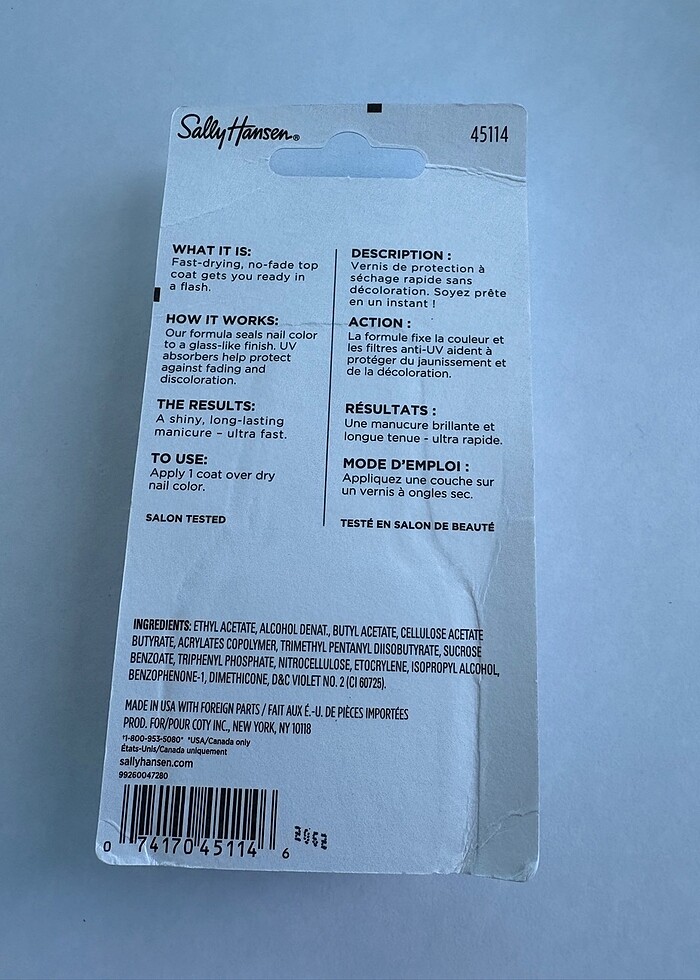 Sally Hansen®
45114
WHAT IT IS:
Fast-drying, no-fade top
coat gets you ready in
a flash.
HOW IT WORKS:
Our formula seals nail color
to a glass-like finish. UV
absorbers help protect
against fading and
discoloration.
THE RESULTS:
A shiny, long-lasting
manicure – ultra fast.
TO USE:
Apply 1 coat over dry
nail color.
SALON TESTED
DESCRIPTION :
Vernis de protection à
séchage rapide sans
décoloration. Soyez prête
en un instant !
ACTION :
La formule fixe la couleur et
les filtres anti-UV aident à
protéger du jaunissement et
de la décoloration.
RÉSULTATS :
Une manucure brillante et
longue tenue - ultra rapide.
MODE D'EMPLOI :
Appliquez une couche sur
un vernis à ongles sec.
TESTÉ EN SALON DE BEAUTÉ
INGREDIENTS: ETHYL ACETATE, ALCOHOL DENAT., BUTYL ACETATE, CELLULOSE ACETATE
BUTYRATE, ACRYLATES COPOLYMER, TRIMETHYL PENTANYL DIISOBUTYRATE, SUCROSE
BENZOATE, TRIPHENYL PHOSPHATE, NITROCELLULOSE, ETOCRYLENE, ISOPROPYL ALCOHOL,
BENZOPHENONE-1, DIMETHICONE, D&C VIOLET NO. 2 (CI 60725).
MADE IN USA WITH FOREIGN PARTS / FAIT AUX É.-U. DE PIÈCES IMPORTÉES
PROD. FOR/POUR COTY INC., NEW YORK, NY 10118
*1-800-953-5080* *USA/Canada only
États-Unis/Canada uniquement
sallyhansen.com
99260047280
0 74170 45114 6